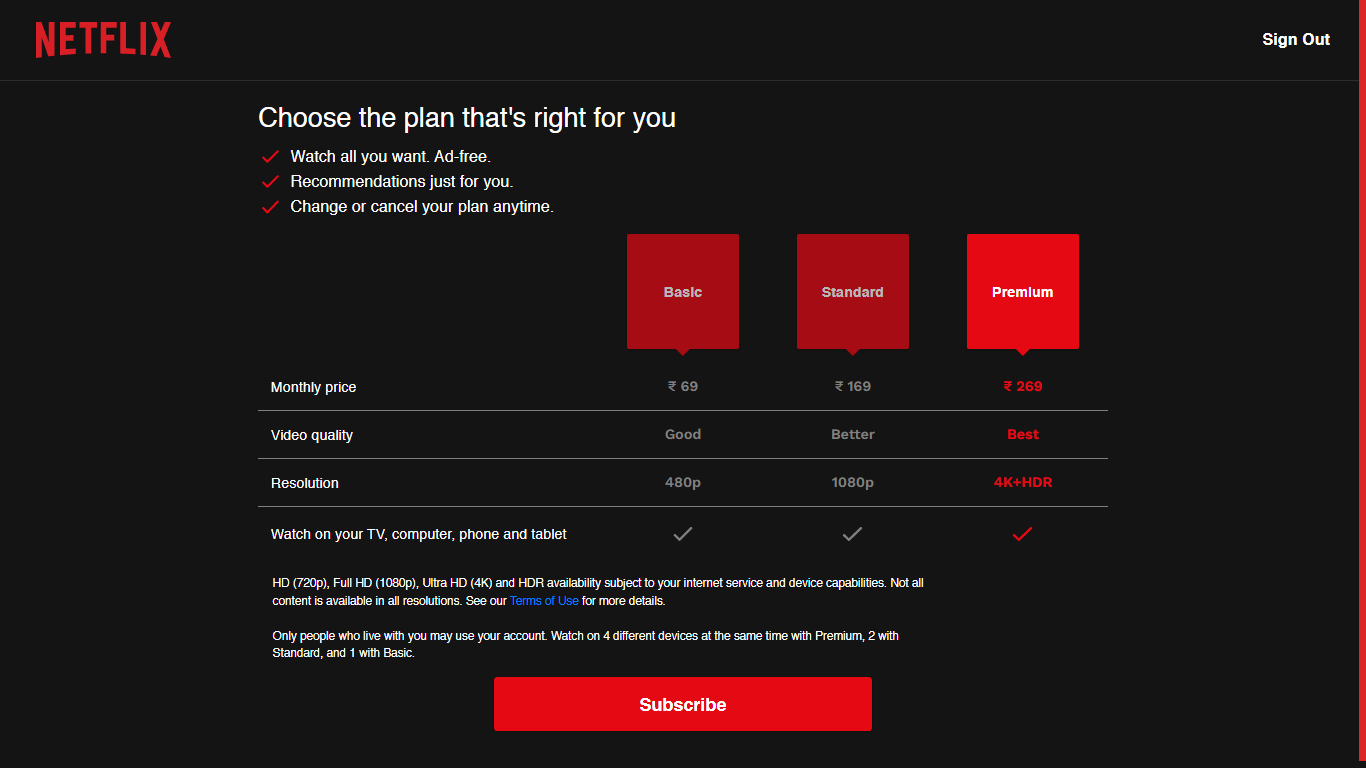 NETFLIX
Sign Out
Choose the plan that's right for you
Watch all you want. Ad-free.
Recommendations just for you.
Change or cancel your plan anytime.
Basic Standard Premium
Monthly price ₹ 69 ₹ 169 ₹ 269
Video quality Good Better Best
Resolution 480p 1080p 4K+HDR
Watch on your TV, computer, phone and tablet
HD (720p), Full HD (1080p), Ultra HD (4K) and HDR availability subject to your internet service and device capabilities. Not all
content is available in all resolutions. See our Terms of Use for more details.
Only people who live with you may use your account. Watch on 4 different devices at the same time with Premium, 2 with
Standard, and 1 with Basic.
Subscribe